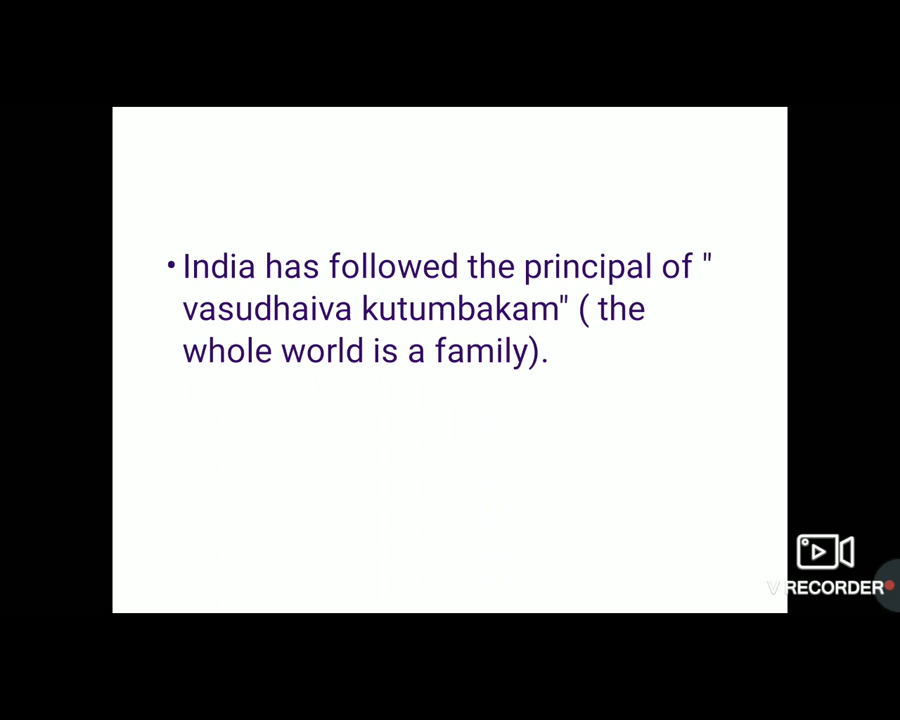 • India has followed the principal of "
vasudhaiva kutumbakam" ( the
whole world is a family).
V RECORDER